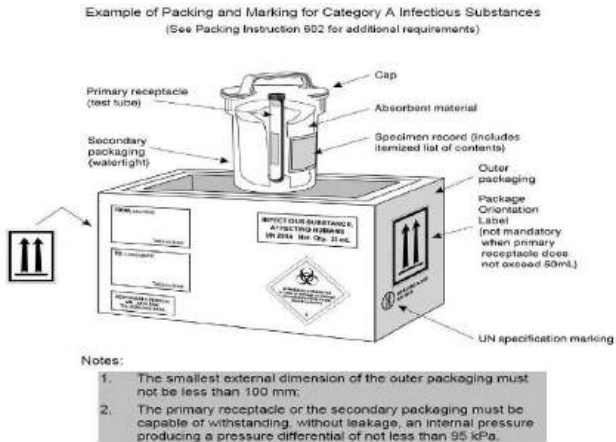 Example of Packing and Marking for Category A Infectious Substances
(See Packing Instruction 602 for additional requirements)
Cap
Primary receptacle
(test tube)
Absorbent material
Specimen record (includes
itemized list of contents)
Secondary
packaging
(watertight)
Outer
packaging
Package
Orientation
Label
(not mandatory
when primary
receptacle does
not exceed 50mL)
INFECTIOUS SUBSTANCE,
AFFECTING HUMANS
UN 2814 Net. Qty.
UN specification marking
Notes:
1. The smallest external dimension of the outer packaging must
not be less than 100 mm;
2. The primary receptacle or the secondary packaging must be
capable of withstanding, without leakage, an internal pressure
producing a pressure differential of not less than 95 kPa.